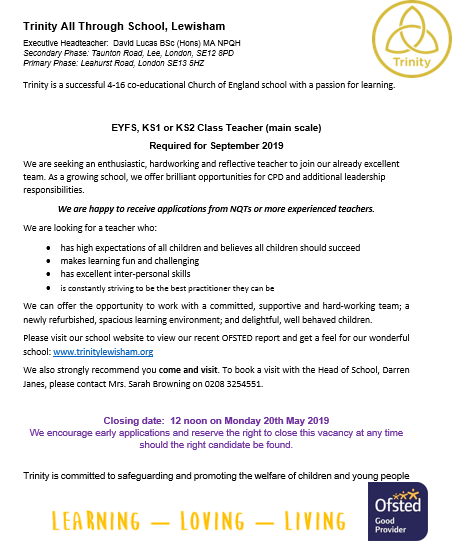 Trinity All Through School, Lewisham
Executive Headteacher: David Lucas BSc (Hons) MA NPQH
Secondary Phase: Taunton Road, Lee, London, SE12 8PD
Primary Phase: Leahurst Road, London SE13 5HZ
Trinity
Trinity is a successful 4-16 co-educational Church of England school with a passion for learning.
EYFS, KS1 or KS2 Class Teacher (main scale)
Required for September 2019
We are seeking an enthusiastic, hardworking and reflective teacher to join our already excellent
team. As a growing school, we offer brilliant opportunities for CPD and additional leadership
responsibilities.
We are happy to receive applications from NQTs or more experienced teachers.
We are looking for a teacher who:
• has high expectations of all children and believes all children should succeed
• makes learning fun and challenging
• has excellent inter-personal skills
• is constantly striving to be the best practitioner they can be
We can offer the opportunity to work with a committed, supportive and hard-working team; a
newly refurbished, spacious learning environment; and delightful, well behaved children.
Please visit our school website to view our recent OFSTED report and get a feel for our wonderful
school: www.trinitylewisham.org
We also strongly recommend you come and visit. To book a visit with the Head of School, Darren
Janes, please contact Mrs. Sarah Browning on 0208 3254551.
Closing date: 12 noon on Monday 20th May 2019
We encourage early applications and reserve the right to close this vacancy at any time
should the right candidate be found.
Trinity is committed to safeguarding and promoting the welfare of children and young people
LEARNING – LOVING – LIVING
Ofsted
Good
Provider